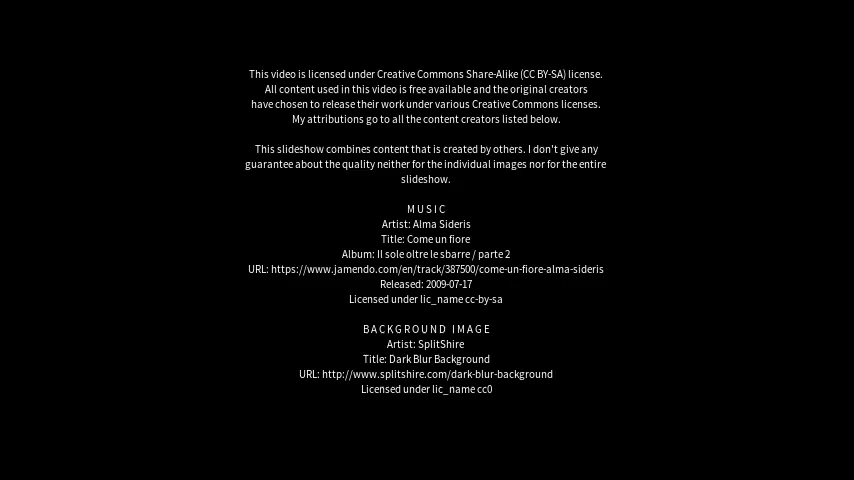 This video is licensed under Creative Commons Share-Alike (CC BY-SA) license.
All content used in this video is free available and the original creators
have chosen to release their work under various Creative Commons licenses.
My attributions go to all the content creators listed below.
This slideshow combines content that is created by others. I don't give any
guarantee about the quality neither for the individual images nor for the entire
slideshow.
MUSIC
Artist: Alma Sideris
Title: Come un fiore
Album: Il sole oltre le sbarre / parte 2
URL: https://www.jamendo.com/en/track/387500/come-un-fiore-alma-sideris
Released: 2009-07-17
Licensed under lic_name cc-by-sa
BACKGROUND IMAGE
Artist: SplitShire
Title: Dark Blur Background
URL: http://www.splitshire.com/dark-blur-background
Licensed under lic_name cc0